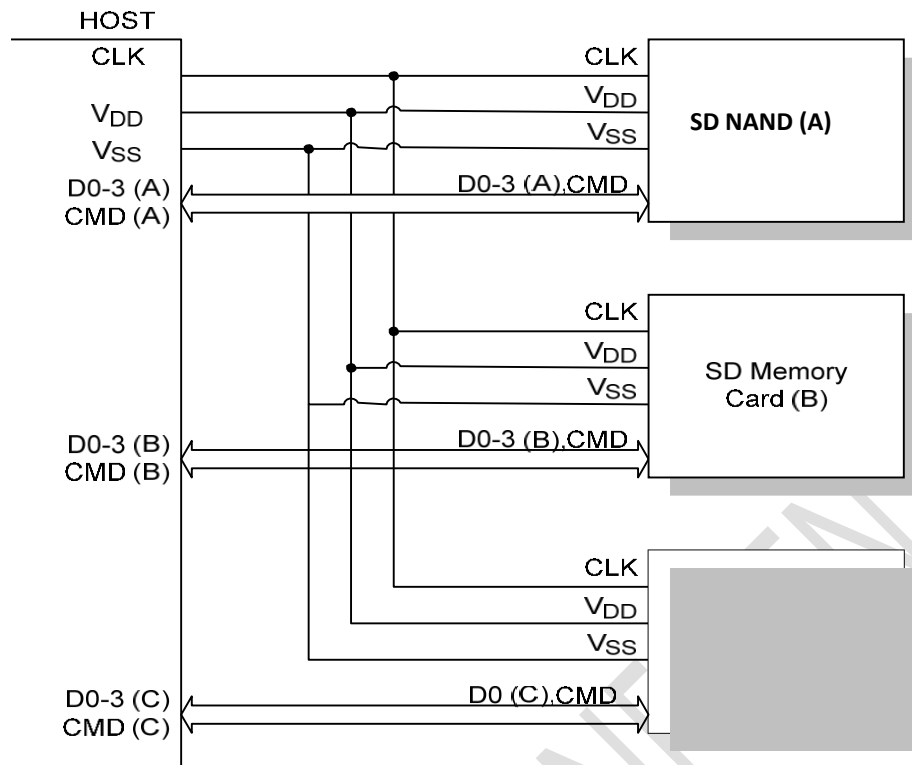 HOST
CLK
VDD
VSS
D0-3 (A)
CMD (A)
CLK
VDD
VSS
D0-3 (A),CMD
SD NAND (A)
CLK
VDD
VSS
SD Memory
Card (B)
D0-3 (B)
CMD (B)
D0-3 (B),CMD
CLK
VDD
VSS
D0-3 (C)
CMD (C)
D0 (C),CMD